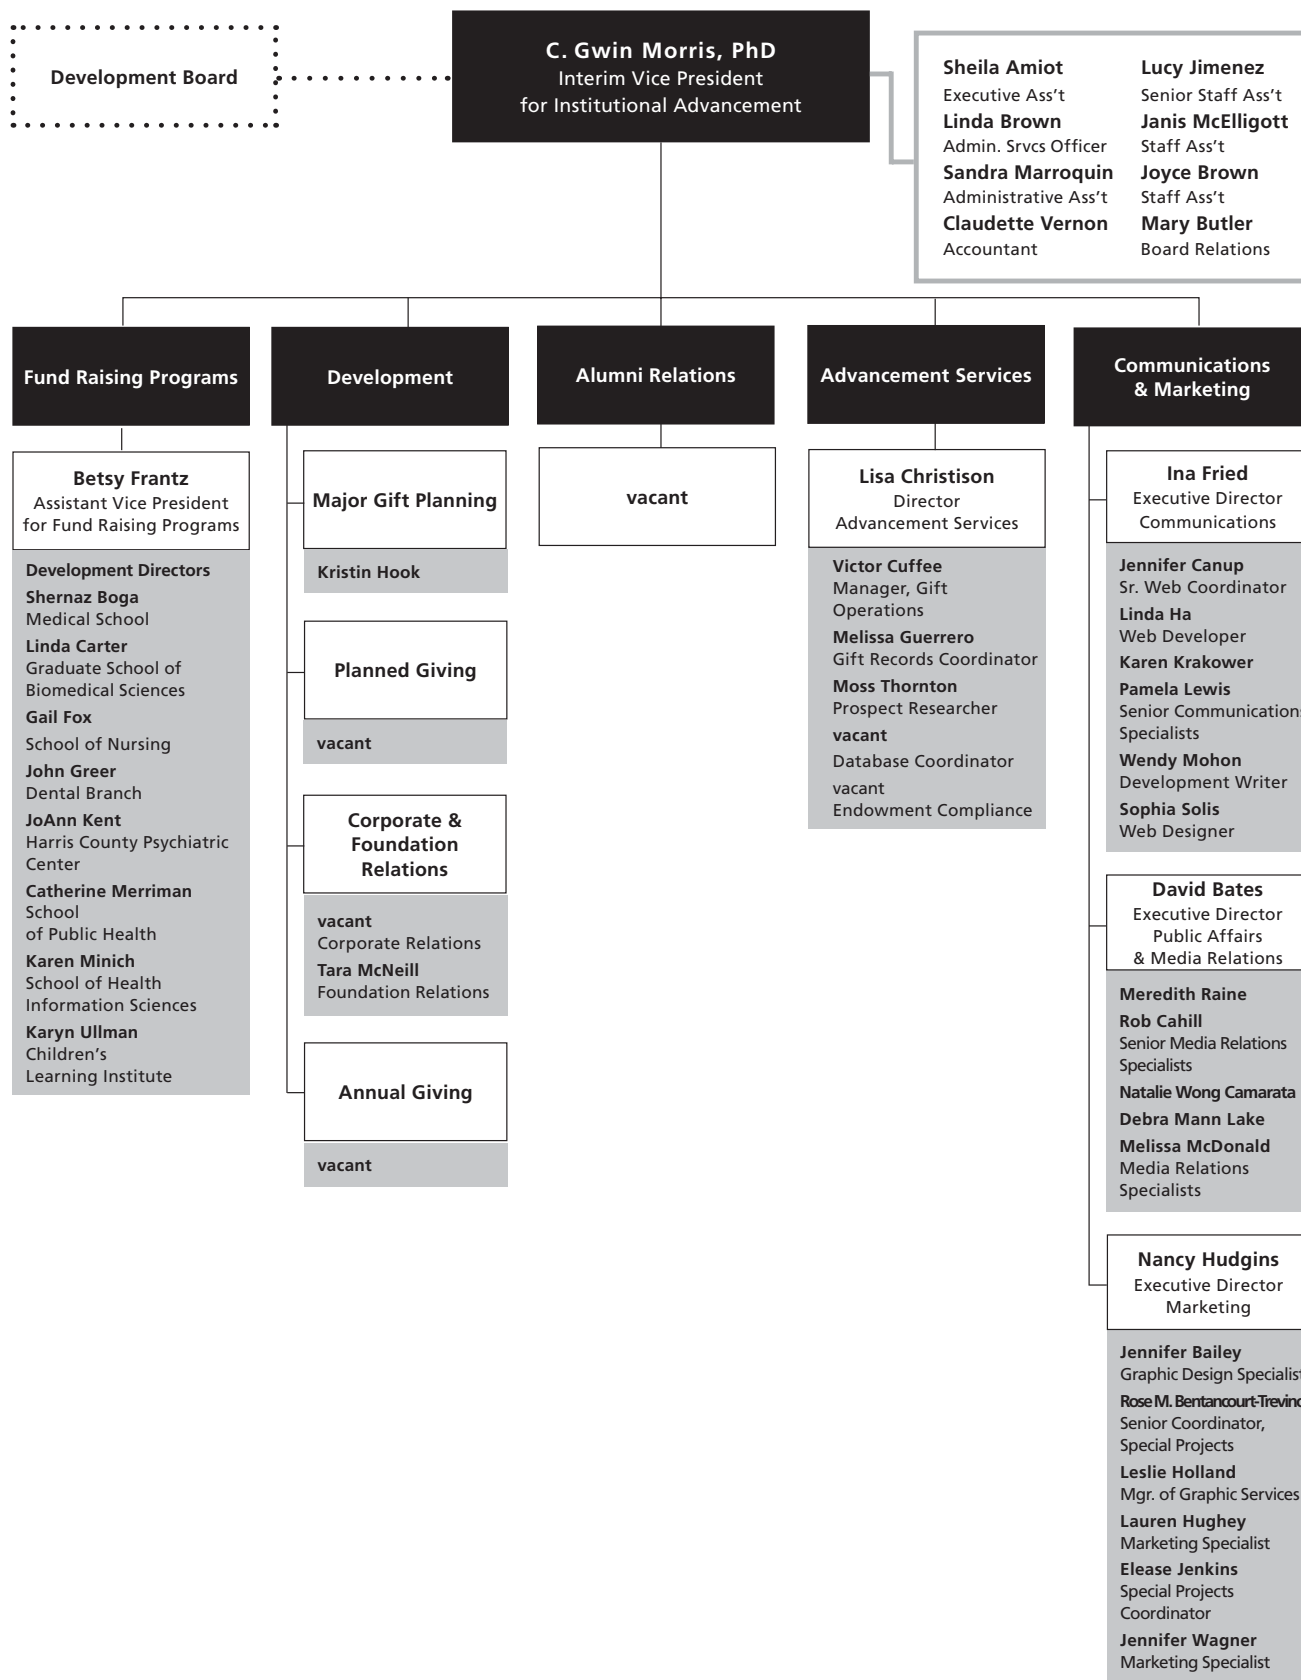 Development Board
C. Gwin Morris, PhD
Interim Vice President
for Institutional Advancement
Sheila Amiot
Executive Ass't
Linda Brown
Admin. Srvcs Officer
Sandra Marroquin
Administrative Ass't
Claudette Vernon
Accountant
Lucy Jimenez
Senior Staff Ass't
Janis McElligott
Staff Ass't
Joyce Brown
Staff Ass't
Mary Butler
Board Relations
Fund Raising Programs
Betsy Frantz
Assistant Vice President
for Fund Raising Programs
Development Directors
Shernaz Boga
Medical School
Linda Carter
Graduate School of
Biomedical Sciences
Gail Fox
School of Nursing
John Greer
Dental Branch
JoAnn Kent
Harris County Psychiatric
Center
Catherine Merriman
School
of Public Health
Karen Minich
School of Health
Information Sciences
Karyn Ullman
Children's
Learning Institute
Development
Major Gift Planning
Kristin Hook
Planned Giving
vacant
Corporate &
Foundation
Relations
vacant
Corporate Relations
Tara McNeill
Foundation Relations
Annual Giving
vacant
Alumni Relations
vacant
Advancement Services
Lisa Christison
Director
Advancement Services
Victor Cuffee
Manager, Gift
Operations
Melissa Guerrero
Gift Records Coordinator
Moss Thornton
Prospect Researcher
vacant
Database Coordinator
vacant
Endowment Compliance
Communications
& Marketing
Ina Fried
Executive Director
Communications
Jennifer Canup
Sr. Web Coordinator
Linda Ha
Web Developer
Karen Krakower
Pamela Lewis
Senior Communications
Specialists
Wendy Mohon
Development Writer
Sophia Solis
Web Designer
David Bates
Executive Director
Public Affairs
& Media Relations
Meredith Raine
Rob Cahill
Senior Media Relations
Specialists
Natalie Wong Camarata
Debra Mann Lake
Melissa McDonald
Media Relations
Specialists
Nancy Hudgins
Executive Director
Marketing
Jennifer Bailey
Graphic Design Specialist
Rose M. Bentancourt-Trevino
Senior Coordinator,
Special Projects
Leslie Holland
Mgr. of Graphic Services
Lauren Hughey
Marketing Specialist
Elease Jenkins
Special Projects
Coordinator
Jennifer Wagner
Marketing Specialist